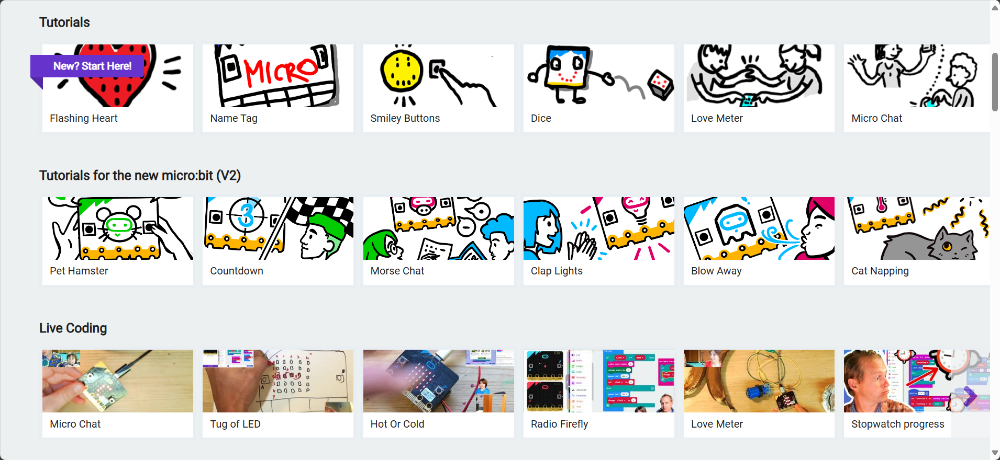 Tutorials
New? Start Here!
MICRO
Flashing Heart
Name Tag
Smiley Buttons
Dice
Love Meter
Micro Chat
Tutorials for the new micro:bit (V2)
3
Pet Hamster
Countdown
Morse Chat
Clap Lights
Blow Away
Cat Napping
Live Coding
Micro Chat
Tug of LED
Hot Or Cold
Radio Firefly
Love Meter
Stopwatch progress